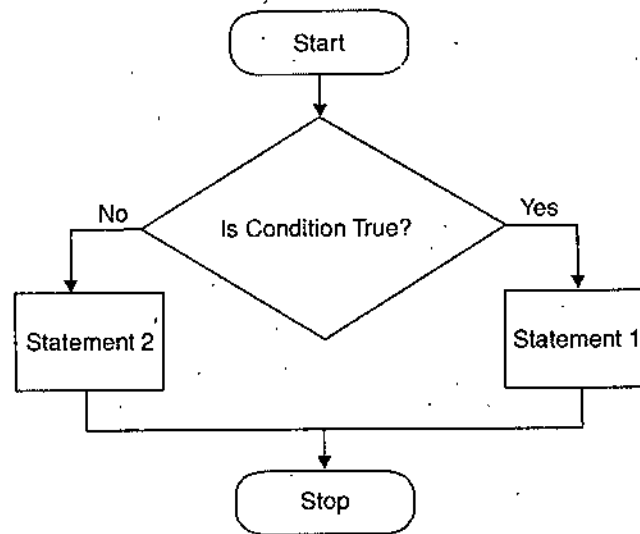 Start
Is Condition True?
No
Yes
Statement 2
Statement 1
Stop